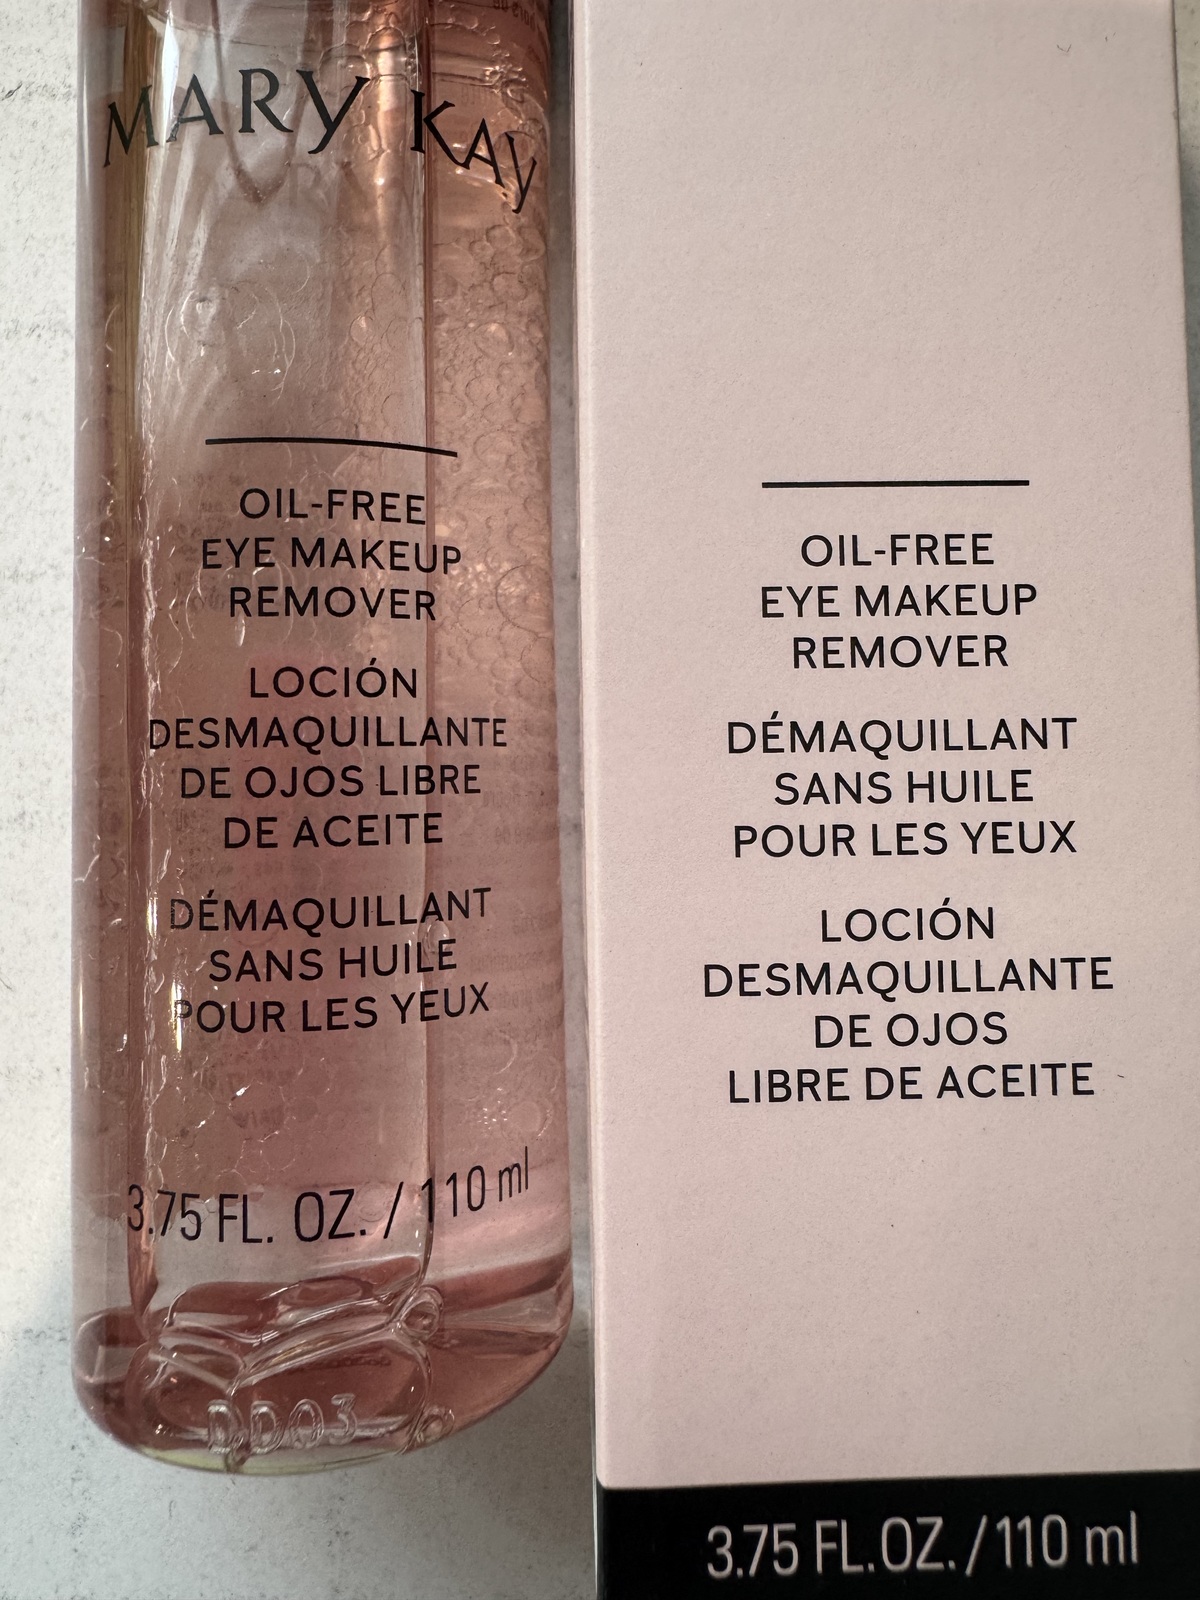 MARY KAY
OIL-FREE
EYE MAKEUP
REMOVER
LOCIÓN
DESMAQUILLANTE
DE OJOS LIBRE
DE ACEITE
DÉMAQUILLANT
SANS HUILE
POUR LES YEUX
3.75 FL. OZ. / 110 ml
DD03
OIL-FREE
EYE MAKEUP
REMOVER
DÉMAQUILLANT
SANS HUILE
POUR LES YEUX
LOCIÓN
DESMAQUILLANTE
DE OJOS
LIBRE DE ACEITE
3.75 FL.OZ. / 110 ml